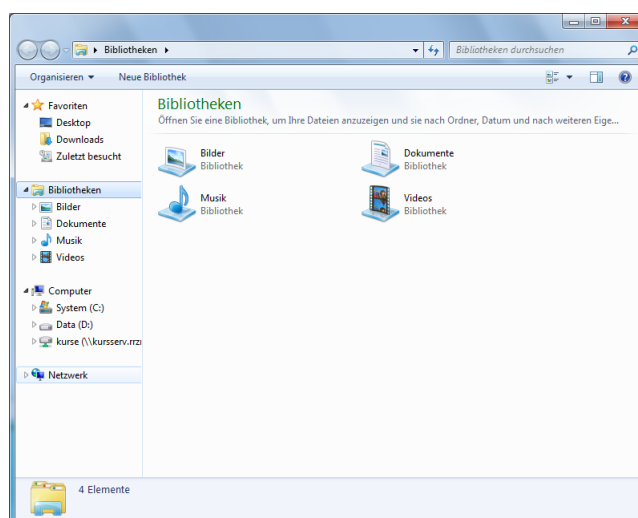 Bibliotheken
Bibliotheken durchsuchen
Organisieren
Neue Bibliothek
Favoriten
Desktop
Downloads
Zuletzt besucht
Bibliotheken
Bilder
Dokumente
Musik
Videos
Computer
System (C:)
Data (D:)
kurse (\\kursserv.rrz
Netzwerk
Bibliotheken
Öffnen Sie eine Bibliothek, um Ihre Dateien anzuzeigen und sie nach Ordner, Datum und nach weiteren Eige...
Bilder
Bibliothek
Dokumente
Bibliothek
Musik
Bibliothek
Videos
Bibliothek
4 Elemente